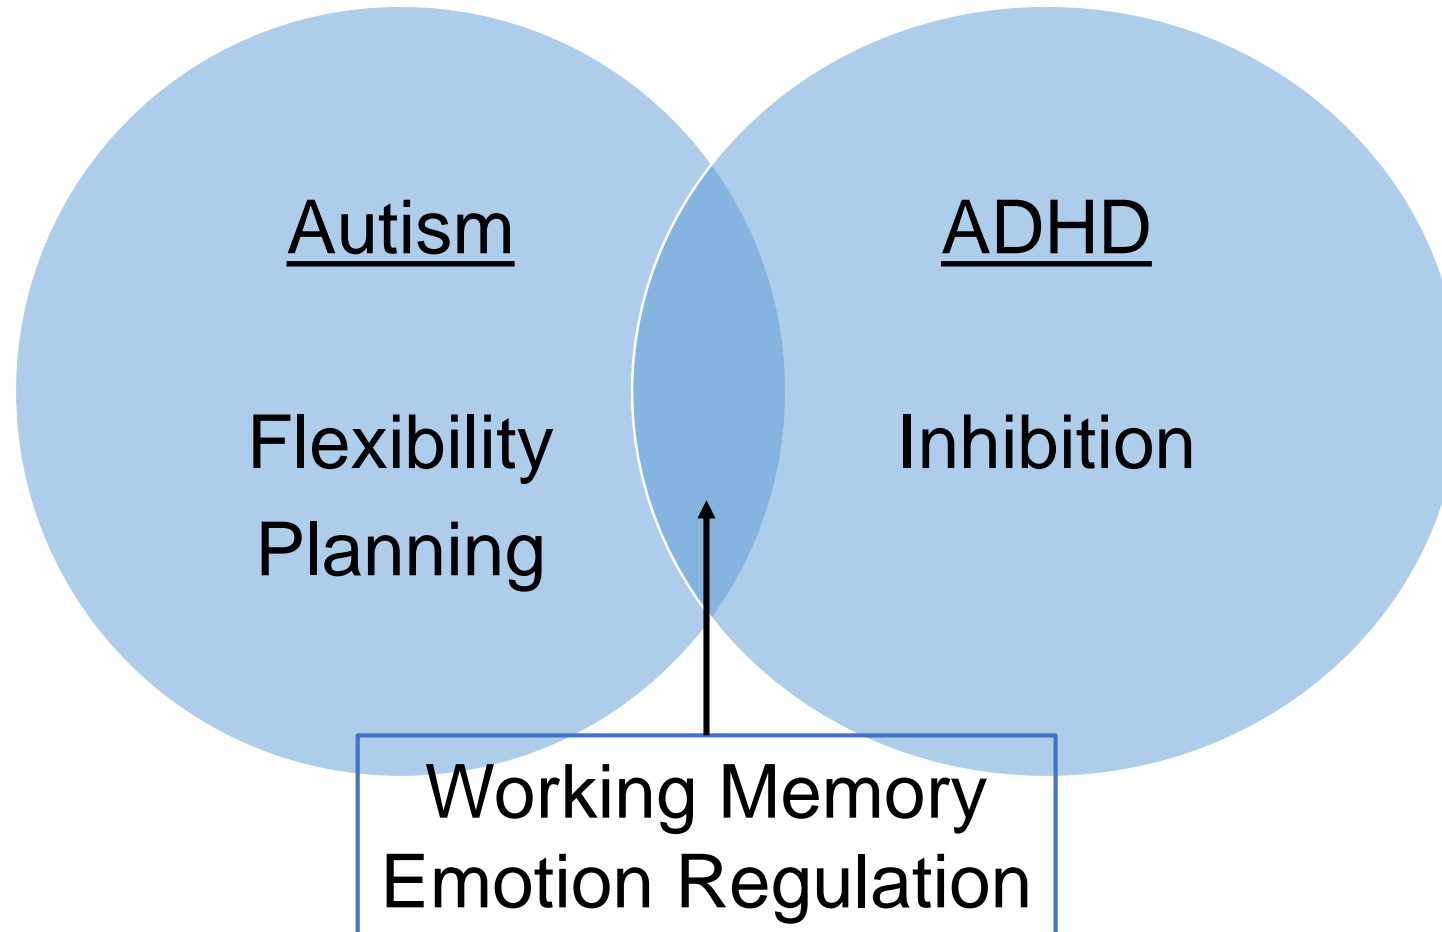 Autism
Flexibility
Planning
ADHD
Inhibition
Working Memory
Emotion Regulation